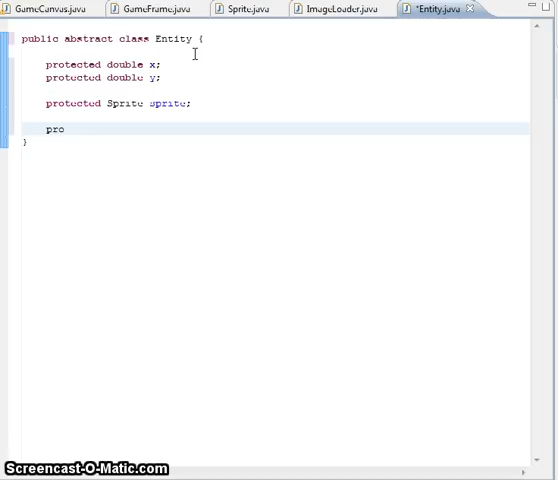 GameCanvas.java
GameFrame.java
Sprite.java
ImageLoader.java
*Entity.java
public abstract class Entity {
protected double x;
protected double y;
protected Sprite sprite;
pro
}
Screencast-O-Matic.com